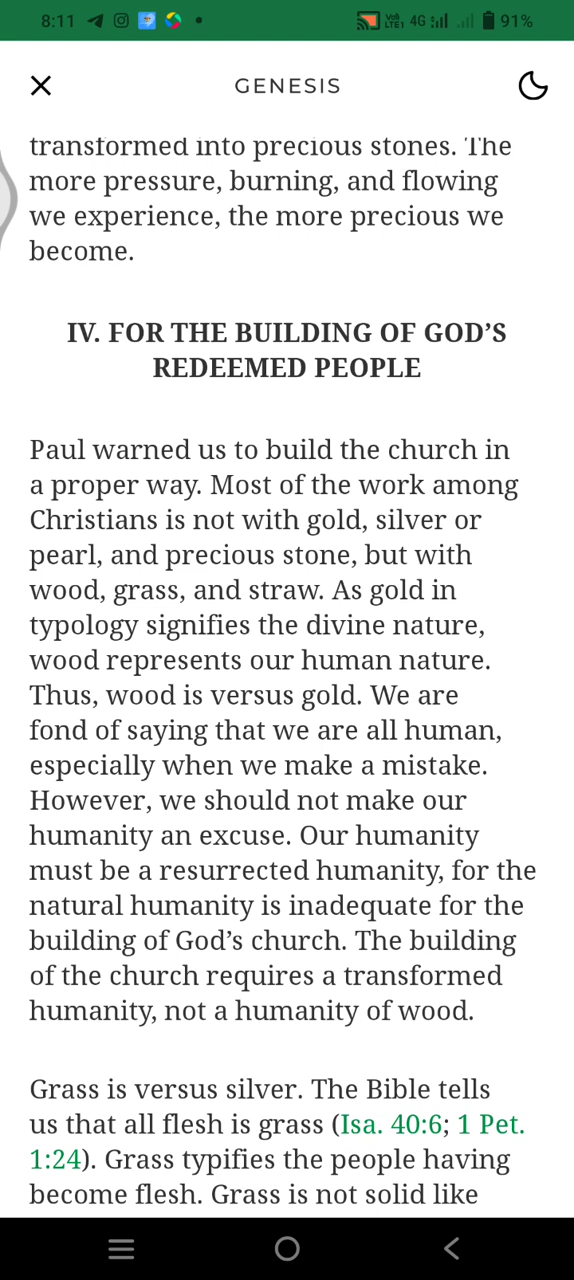 8:11
Vo) LTE1 4G 91%
GENESIS
transformed into precious stones. The
more pressure, burning, and flowing
we experience, the more precious we
become.
IV. FOR THE BUILDING OF GOD’S
REDEEMED PEOPLE
Paul warned us to build the church in
a proper way. Most of the work among
Christians is not with gold, silver or
pearl, and precious stone, but with
wood, grass, and straw. As gold in
typology signifies the divine nature,
wood represents our human nature.
Thus, wood is versus gold. We are
fond of saying that we are all human,
especially when we make a mistake.
However, we should not make our
humanity an excuse. Our humanity
must be a resurrected humanity, for the
natural humanity is inadequate for the
building of God’s church. The building
of the church requires a transformed
humanity, not a humanity of wood.
Grass is versus silver. The Bible tells
us that all flesh is grass (Isa. 40:6; 1 Pet.
1:24). Grass typifies the people having
become flesh. Grass is not solid like